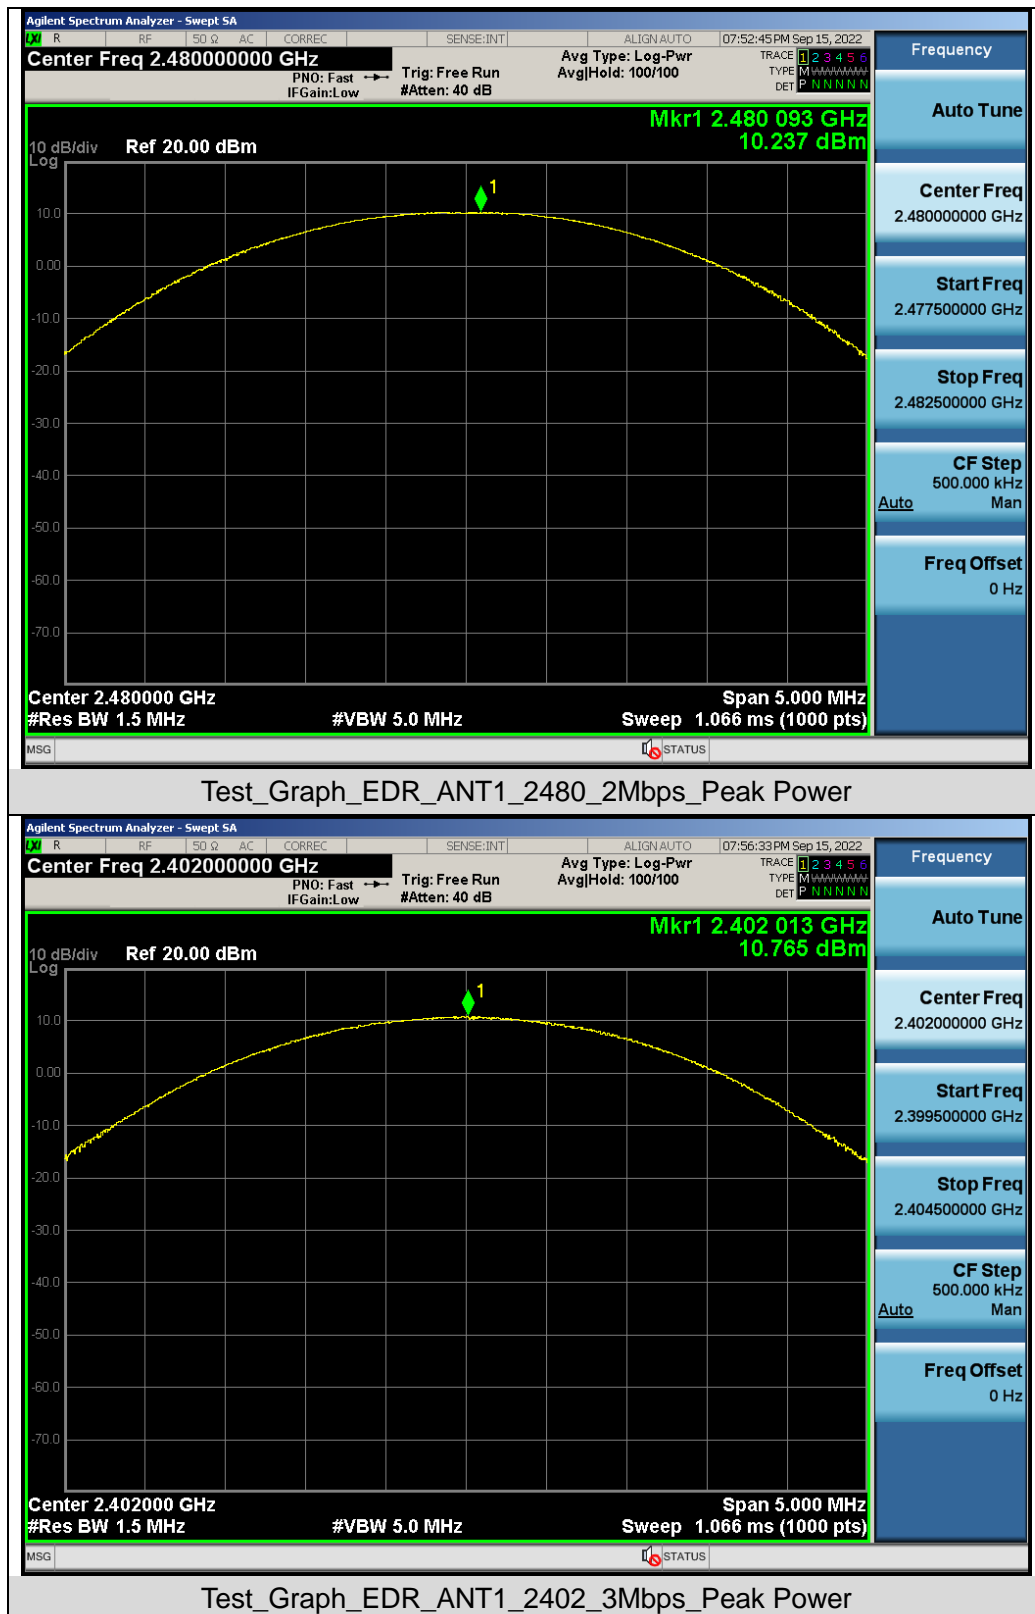 Agilent Spectrum Analyzer - Swept SA
LXI R RF 50 Ω AC CORREC SENSE:INT ALIGN AUTO 07:52:45 PM Sep 15, 2022
Center Freq 2.480000000 GHz
PNO: Fast
IFGain:Low
Trig: Free Run
#Atten: 40 dB
Avg Type: Log-Pwr
Avg|Hold: 100/100
TRACE 1 2 3 4 5 6
TYPE M WWWWW
DET P N N N N N
Mkr1 2.480 093 GHz
10.237 dBm
10 dB/div Ref 20.00 dBm
Log
1
10.0
0.00
-10.0
-20.0
-30.0
-40.0
-50.0
-60.0
-70.0
Center 2.480000 GHz Span 5.000 MHz
#Res BW 1.5 MHz #VBW 5.0 MHz Sweep 1.066 ms (1000 pts)
MSG STATUS
Frequency
Auto Tune
Center Freq
2.480000000 GHz
Start Freq
2.477500000 GHz
Stop Freq
2.482500000 GHz
CF Step
500.000 kHz
Auto Man
Freq Offset
0 Hz
Test_Graph_EDR_ANT1_2480_2Mbps_Peak Power
Agilent Spectrum Analyzer - Swept SA
LXI R RF 50 Ω AC CORREC SENSE:INT ALIGN AUTO 07:56:33 PM Sep 15, 2022
Center Freq 2.402000000 GHz
PNO: Fast
IFGain:Low
Trig: Free Run
#Atten: 40 dB
Avg Type: Log-Pwr
Avg|Hold: 100/100
TRACE 1 2 3 4 5 6
TYPE M WWWWW
DET P N N N N N
Mkr1 2.402 013 GHz
10.765 dBm
10 dB/div Ref 20.00 dBm
Log
1
10.0
0.00
-10.0
-20.0
-30.0
-40.0
-50.0
-60.0
-70.0
Center 2.402000 GHz Span 5.000 MHz
#Res BW 1.5 MHz #VBW 5.0 MHz Sweep 1.066 ms (1000 pts)
MSG STATUS
Frequency
Auto Tune
Center Freq
2.402000000 GHz
Start Freq
2.399500000 GHz
Stop Freq
2.404500000 GHz
CF Step
500.000 kHz
Auto Man
Freq Offset
0 Hz
Test_Graph_EDR_ANT1_2402_3Mbps_Peak Power